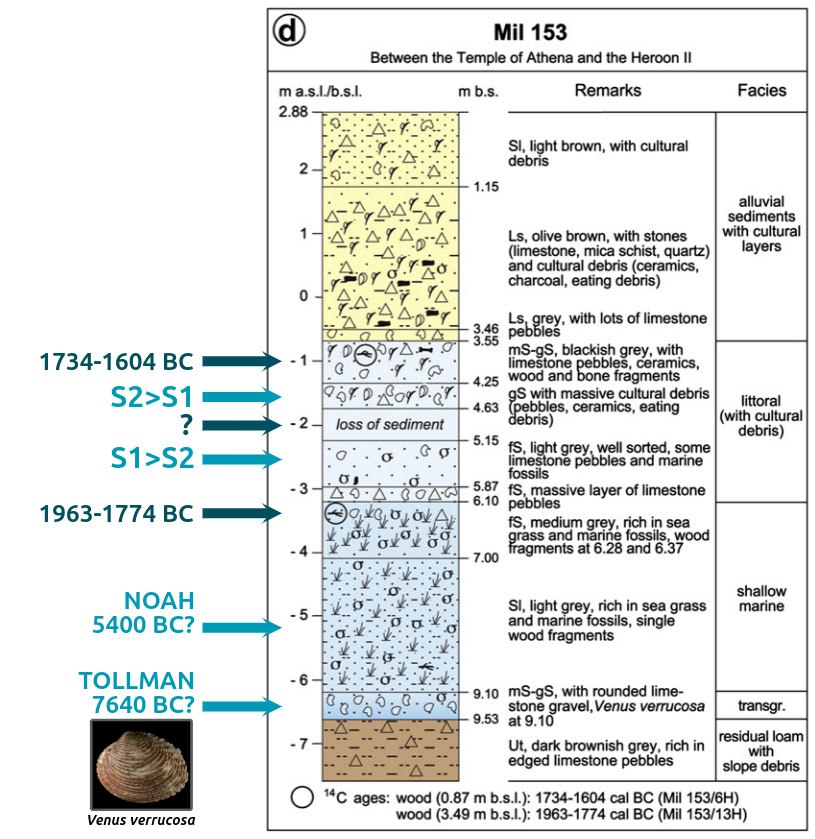 d
Mil 153
Between the Temple of Athena and the Heroon II
m a.s.l./b.s.l.
m b.s.
Remarks
Facies
2.88
2
1
0
- 1
- 2
- 3
- 4
- 5
- 6
- 7
1.15
3.46
3.55
4.25
4.63
5.15
5.87
6.10
7.00
9.10
9.53
loss of sediment
Sl, light brown, with cultural
debris
Ls, olive brown, with stones
(limestone, mica schist, quartz)
and cultural debris (ceramics,
charcoal, eating debris)
Ls, grey, with lots of limestone
pebbles
mS-gS, blackish grey, with
limestone pebbles, ceramics,
wood and bone fragments
gS with massive cultural debris
(pebbles, ceramics, eating
debris)
fS, light grey, well sorted, some
limestone pebbles and marine
fossils
fS, massive layer of limestone
pebbles
fS, medium grey, rich in sea
grass and marine fossils, wood
fragments at 6.28 and 6.37
Sl, light grey, rich in sea grass
and marine fossils, single
wood fragments
mS-gS, with rounded lime-
stone gravel, Venus verrucosa
at 9.10
Ut, dark brownish grey, rich in
edged limestone pebbles
alluvial
sediments
with cultural
layers
littoral
(with cultural
debris)
shallow
marine
transgr.
residual loam
with
slope debris
1734-1604 BC
S2>S1
?
S1>S2
1963-1774 BC
NOAH
5400 BC?
TOLLMAN
7640 BC?
Venus verrucosa
14C ages: wood (0.87 m b.s.l.): 1734-1604 cal BC (Mil 153/6H)
wood (3.49 m b.s.l.): 1963-1774 cal BC (Mil 153/13H)